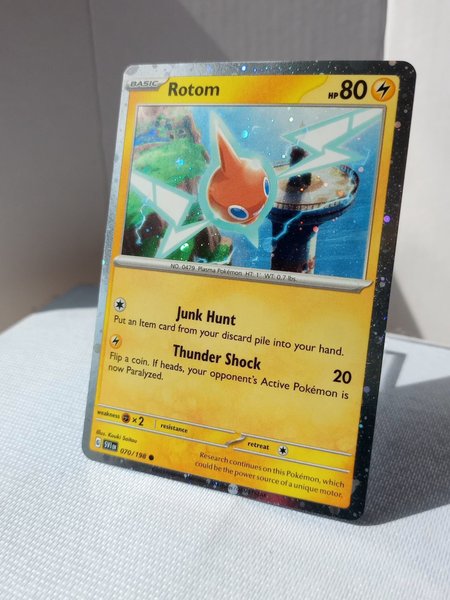 BASIC Rotom HP 80
NO. 0479 Plasma Pokémon HT: 1' WT: 0.7 lbs.
Junk Hunt
Put an Item card from your discard pile into your hand.
Thunder Shock 20
Flip a coin. If heads, your opponent's Active Pokémon is
now Paralyzed.
weakness × 2 resistance retreat
Illus. Kouki Saitou
SVI EN 070/198
Research continues on this Pokémon, which
could be the power source of a unique motor.